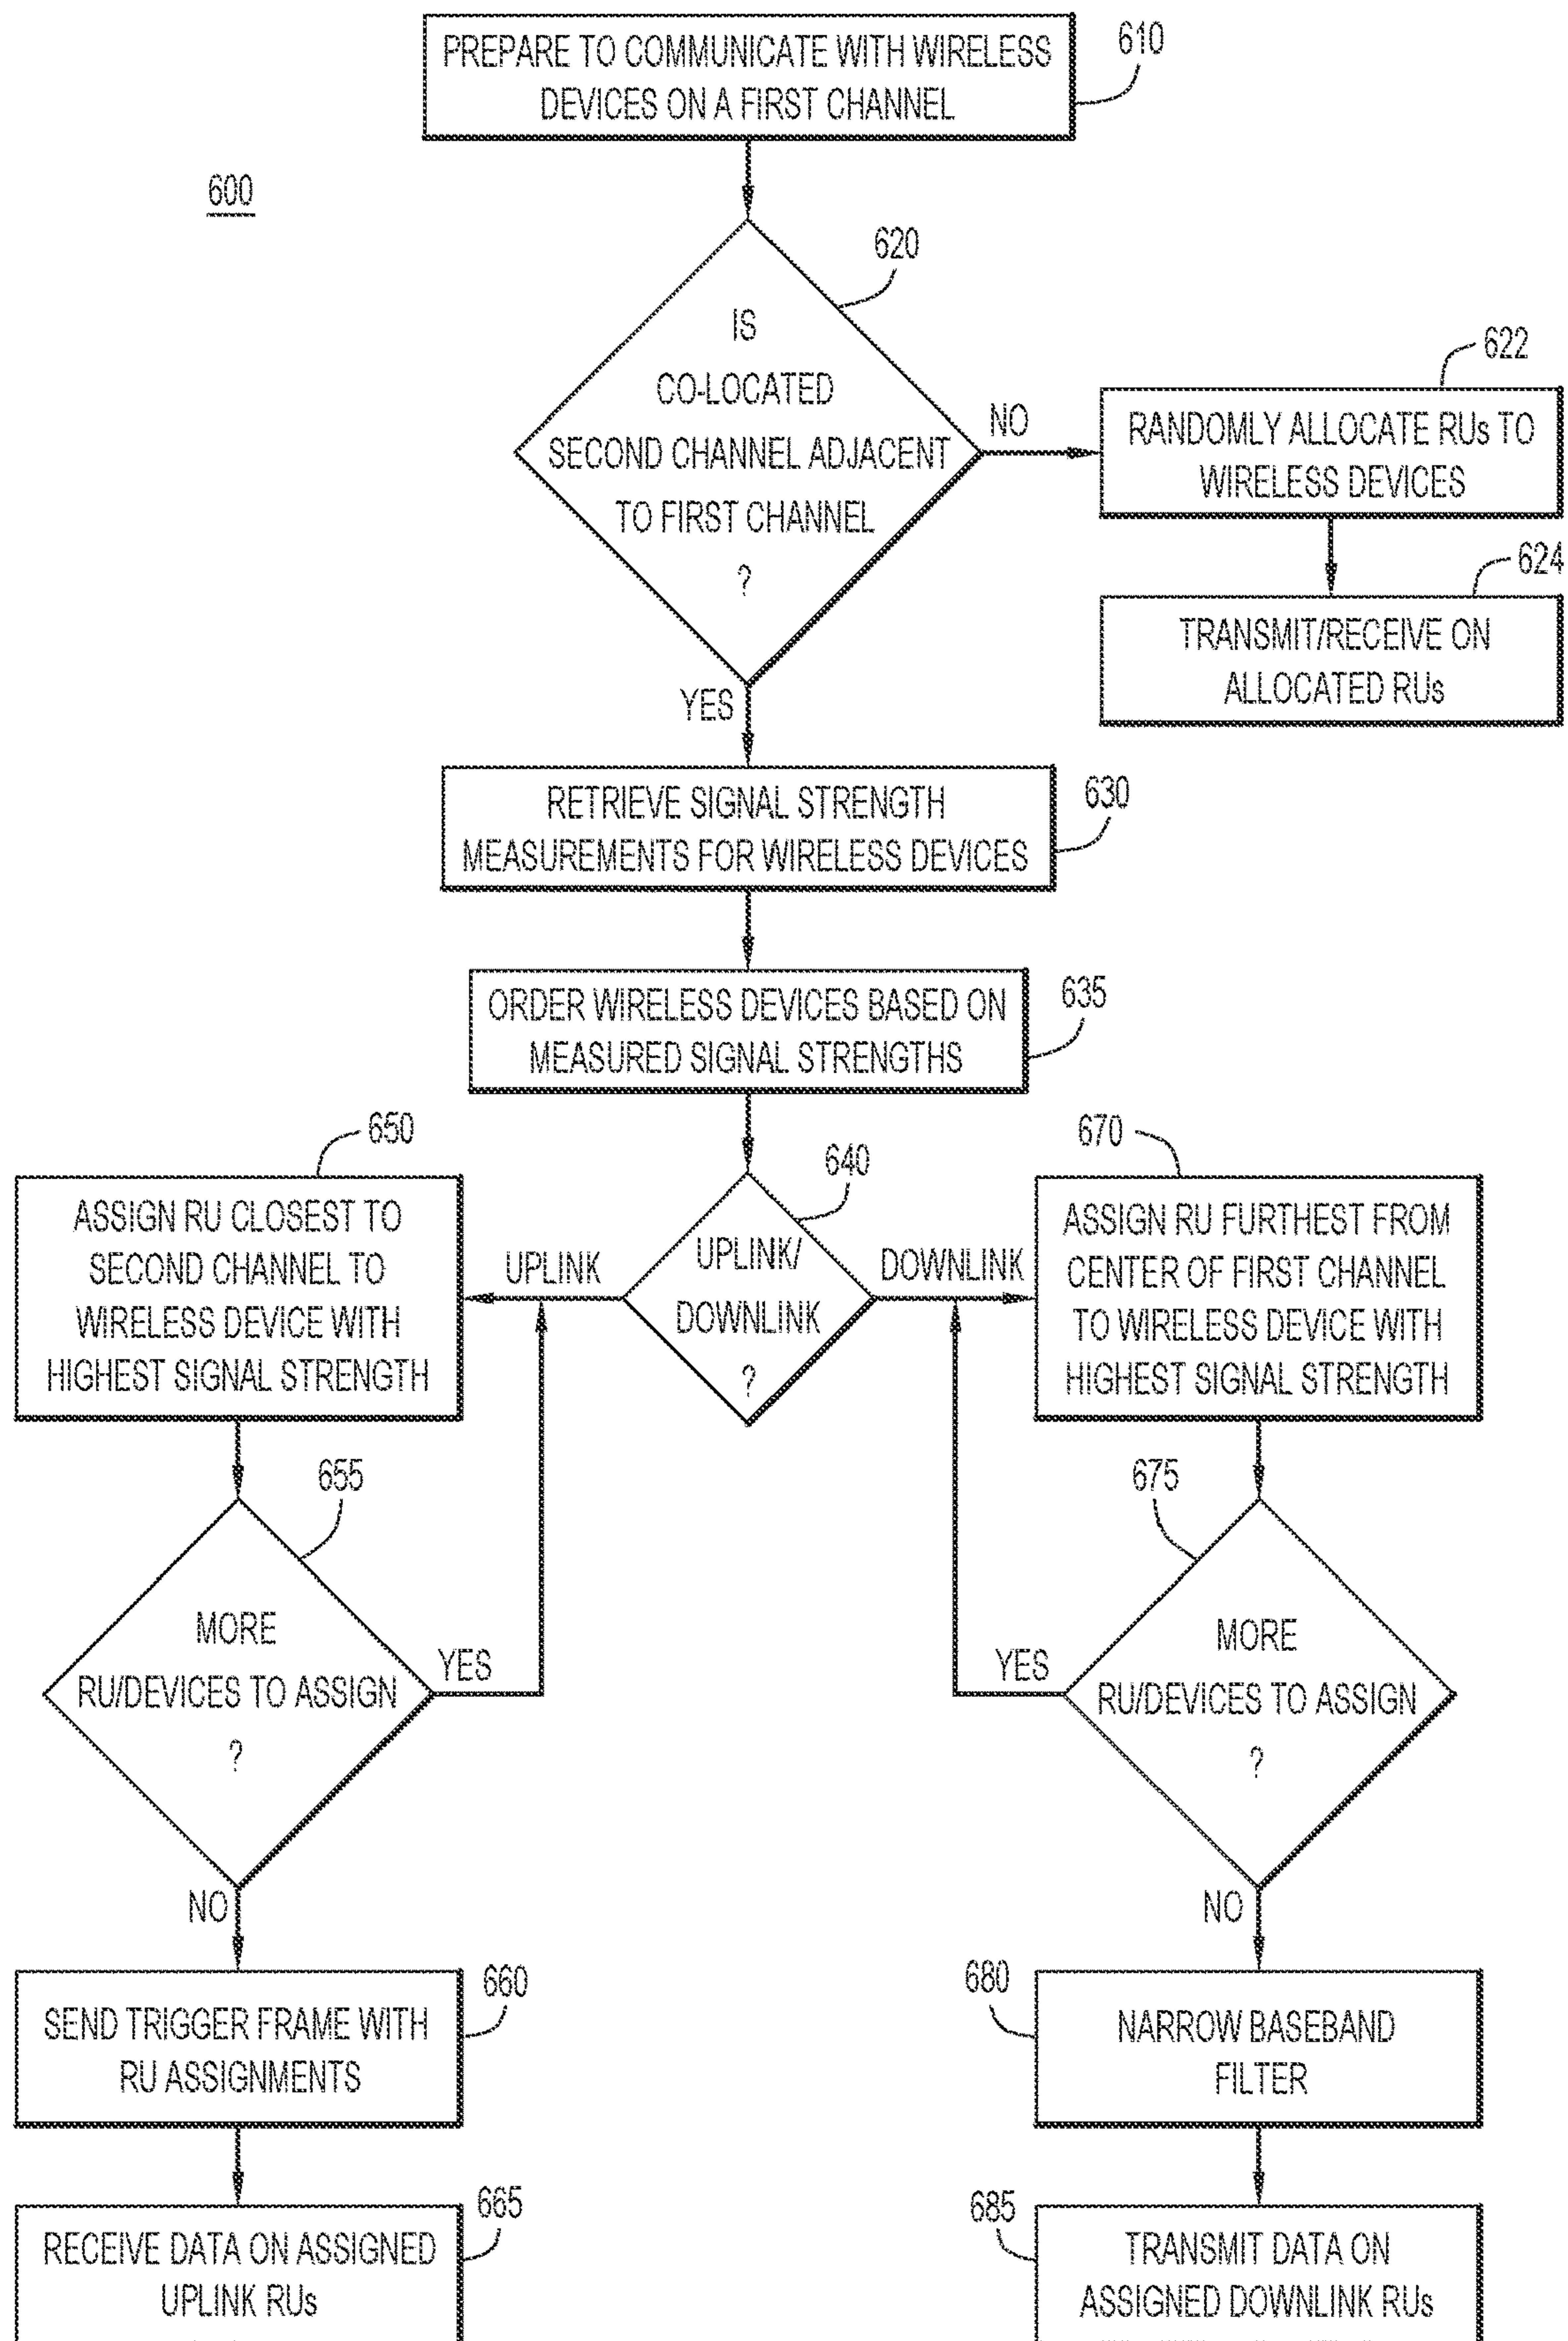 PREPARE TO COMMUNICATE WITH WIRELESS
DEVICES ON A FIRST CHANNEL
610
600
620
IS
CO-LOCATED
SECOND CHANNEL ADJACENT
TO FIRST CHANNEL
?
NO
622
RANDOMLY ALLOCATE RUs TO
WIRELESS DEVICES
624
TRANSMIT/RECEIVE ON
ALLOCATED RUs
YES
RETRIEVE SIGNAL STRENGTH
MEASUREMENTS FOR WIRELESS DEVICES
630
ORDER WIRELESS DEVICES BASED ON
MEASURED SIGNAL STRENGTHS
635
640
UPLINK/
DOWNLINK
?
UPLINK
DOWNLINK
650
ASSIGN RU CLOSEST TO
SECOND CHANNEL TO
WIRELESS DEVICE WITH
HIGHEST SIGNAL STRENGTH
670
ASSIGN RU FURTHEST FROM
CENTER OF FIRST CHANNEL
TO WIRELESS DEVICE WITH
HIGHEST SIGNAL STRENGTH
655
MORE
RU/DEVICES TO ASSIGN
?
YES
675
MORE
RU/DEVICES TO ASSIGN
?
YES
NO
NO
660
SEND TRIGGER FRAME WITH
RU ASSIGNMENTS
680
NARROW BASEBAND
FILTER
665
RECEIVE DATA ON ASSIGNED
UPLINK RUs
685
TRANSMIT DATA ON
ASSIGNED DOWNLINK RUs